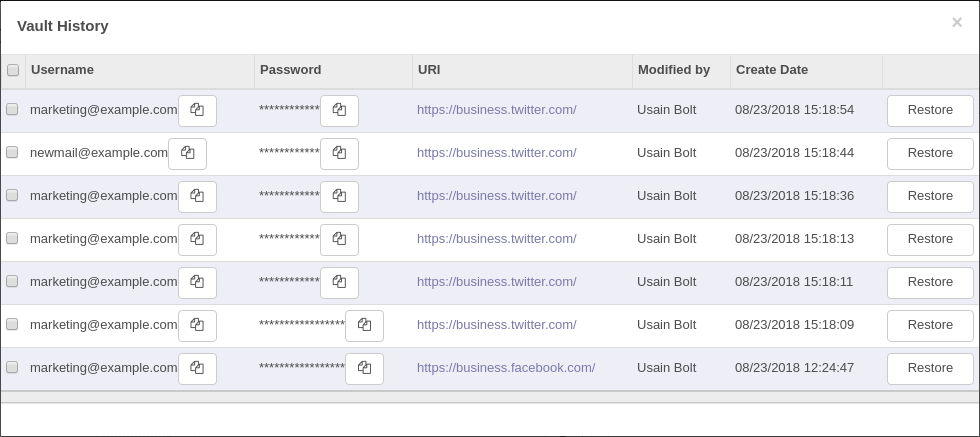 Vault History ×
Username Password URI Modified by Create Date
marketing@example.com ************ https://business.twitter.com/ Usain Bolt 08/23/2018 15:18:54 Restore
newmail@example.com ************ https://business.twitter.com/ Usain Bolt 08/23/2018 15:18:44 Restore
marketing@example.com ************ https://business.twitter.com/ Usain Bolt 08/23/2018 15:18:36 Restore
marketing@example.com ************ https://business.twitter.com/ Usain Bolt 08/23/2018 15:18:13 Restore
marketing@example.com ************ https://business.twitter.com/ Usain Bolt 08/23/2018 15:18:11 Restore
marketing@example.com ***************** https://business.twitter.com/ Usain Bolt 08/23/2018 15:18:09 Restore
marketing@example.com ***************** https://business.facebook.com/ Usain Bolt 08/23/2018 12:24:47 Restore